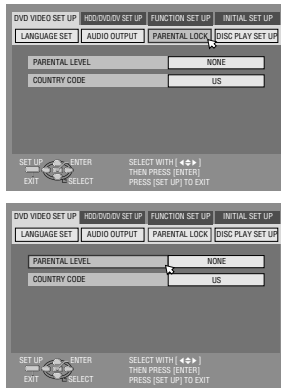 DVD VIDEO SET UP HDD/DVD/DV SET UP FUNCTION SET UP INITIAL SET UP
LANGUAGE SET AUDIO OUTPUT PARENTAL LOCK DISC PLAY SET UP
PARENTAL LEVEL NONE
COUNTRY CODE US
SET UP ENTER SELECT WITH [ ]
THEN PRESS [ENTER]
EXIT SELECT PRESS [SET UP] TO EXIT
DVD VIDEO SET UP HDD/DVD/DV SET UP FUNCTION SET UP INITIAL SET UP
LANGUAGE SET AUDIO OUTPUT PARENTAL LOCK DISC PLAY SET UP
PARENTAL LEVEL NONE
COUNTRY CODE US
SET UP ENTER SELECT WITH [ ]
THEN PRESS [ENTER]
EXIT SELECT PRESS [SET UP] TO EXIT